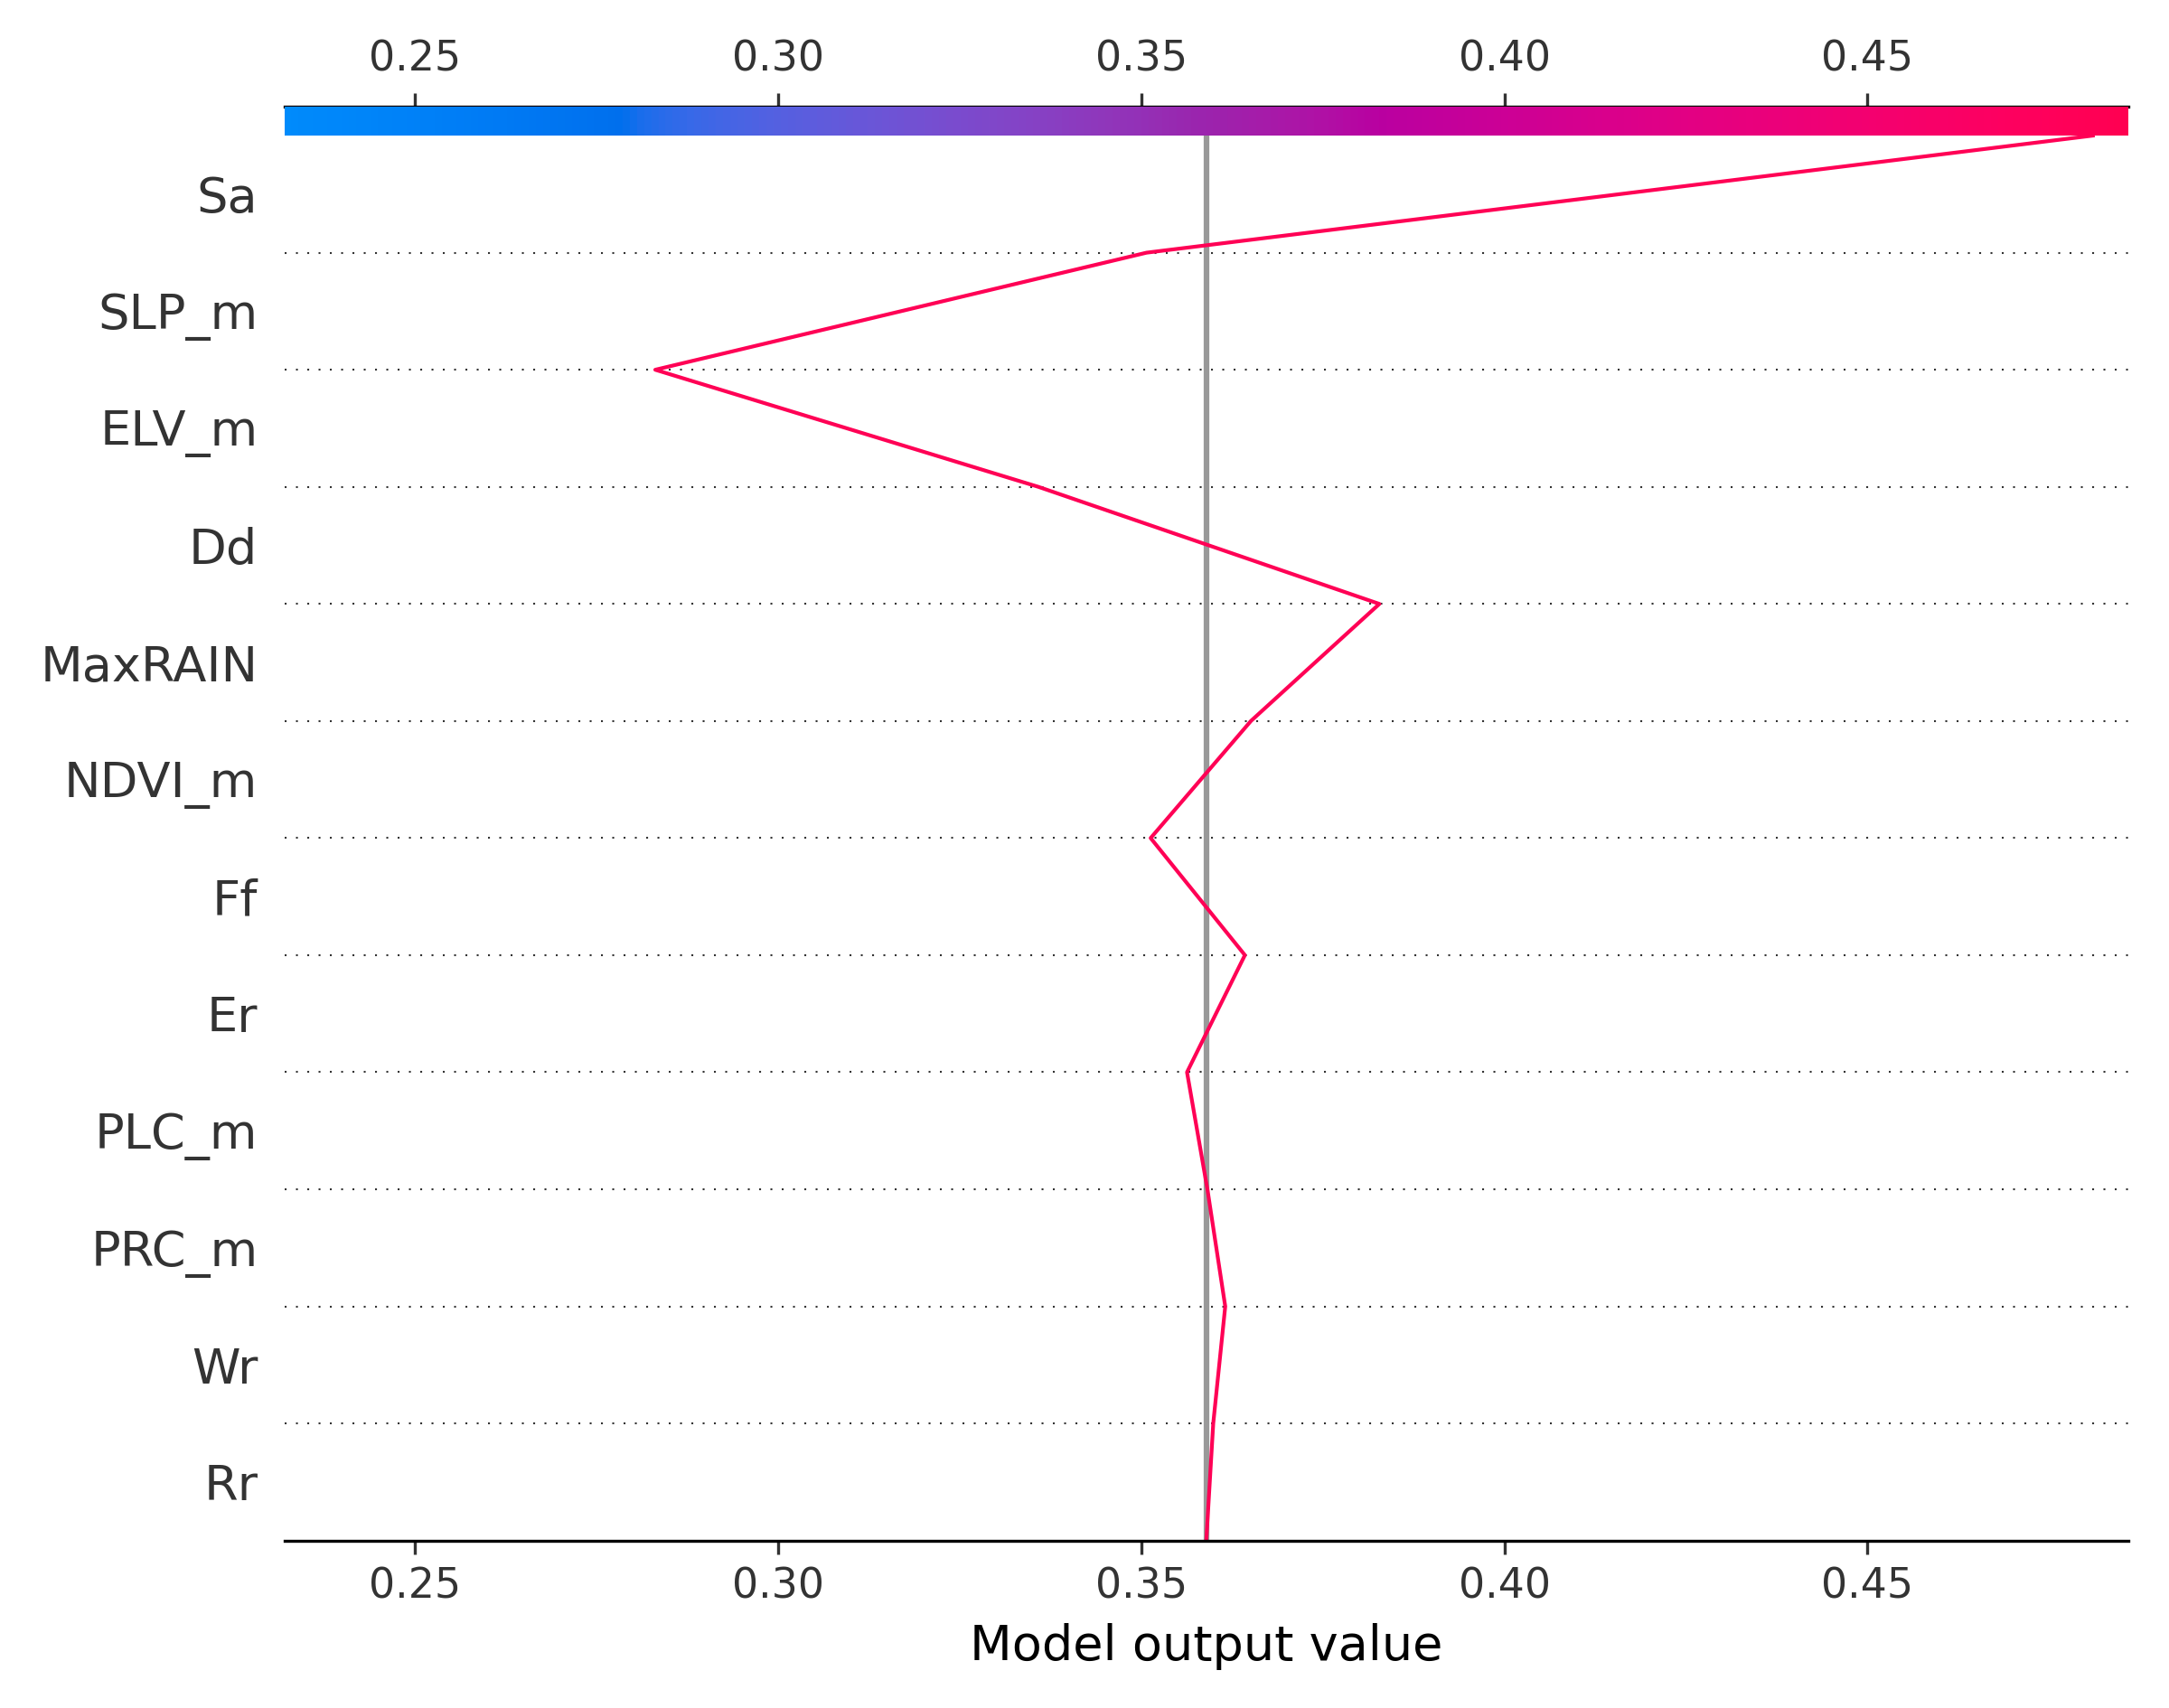 0.25 0.30 0.35 0.40 0.45
Sa
SLP_m
ELV_m
Dd
MaxRAIN
NDVI_m
Ff
Er
PLC_m
PRC_m
Wr
Rr
0.25 0.30 0.35 0.40 0.45
Model output value